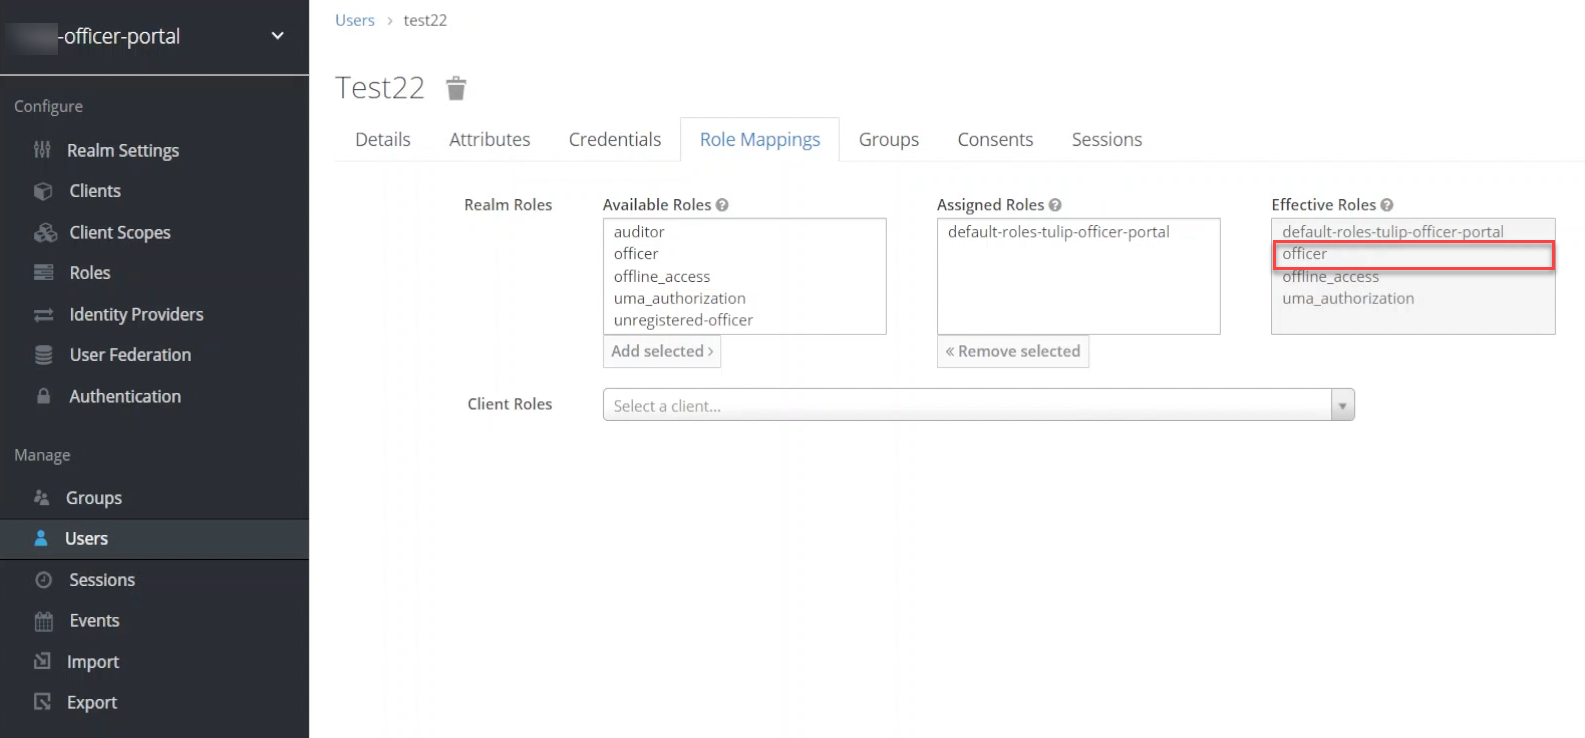 -officer-portal
Users › test22
Test22
Configure
Realm Settings
Clients
Client Scopes
Roles
Identity Providers
User Federation
Authentication
Manage
Groups
Users
Sessions
Events
Import
Export
Details Attributes Credentials Role Mappings Groups Consents Sessions
Realm Roles
Available Roles ?
auditor
officer
offline_access
uma_authorization
unregistered-officer
Add selected ›
Assigned Roles ?
default-roles-tulip-officer-portal
« Remove selected
Effective Roles ?
default-roles-tulip-officer-portal
officer
offline_access
uma_authorization
Client Roles
Select a client...